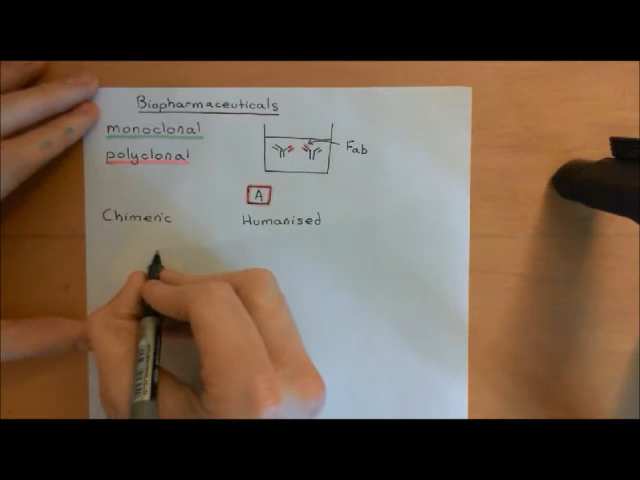 Biopharmaceuticals
monoclonal
polyclonal
Fab
A
Chimeric
Humanised